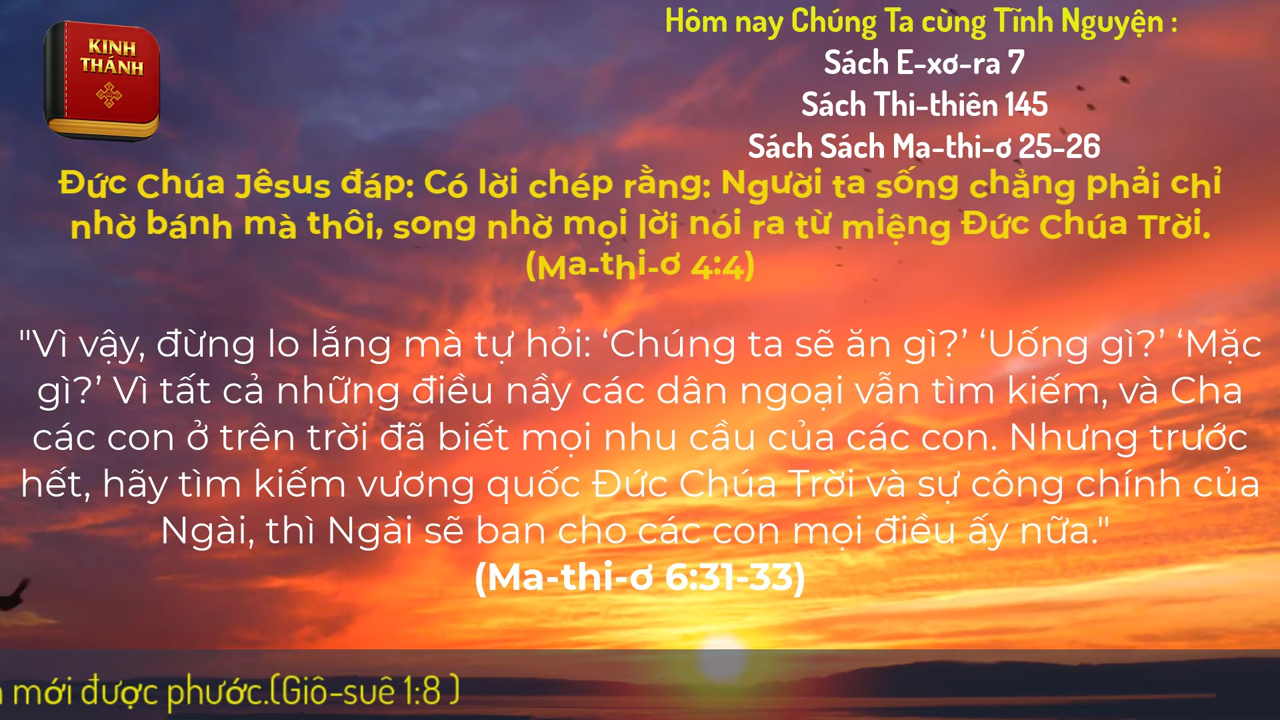 KINH
THÁNH
Hôm nay Chúng Ta cùng Tĩnh Nguyện :
Sách E-xơ-ra 7
Sách Thi-thiên 145
Sách Sách Ma-thi-ơ 25-26
Đức Chúa Jêsus đáp: Có lời chép rằng: Người ta sống chẳng phải chỉ
nhờ bánh mà thôi, song nhờ mọi lời nói ra từ miệng Đức Chúa Trời.
(Ma-thi-ơ 4:4)
"Vì vậy, đừng lo lắng mà tự hỏi: ‘Chúng ta sẽ ăn gì?’ ‘Uống gì?’ ‘Mặc
gì?’ Vì tất cả những điều nầy các dân ngoại vẫn tìm kiếm, và Cha
các con ở trên trời đã biết mọi nhu cầu của các con. Nhưng trước
hết, hãy tìm kiếm vương quốc Đức Chúa Trời và sự công chính của
Ngài, thì Ngài sẽ ban cho các con mọi điều ấy nữa."
(Ma-thi-ơ 6:31-33)
mới được phước.(Giô-suê 1:8 )